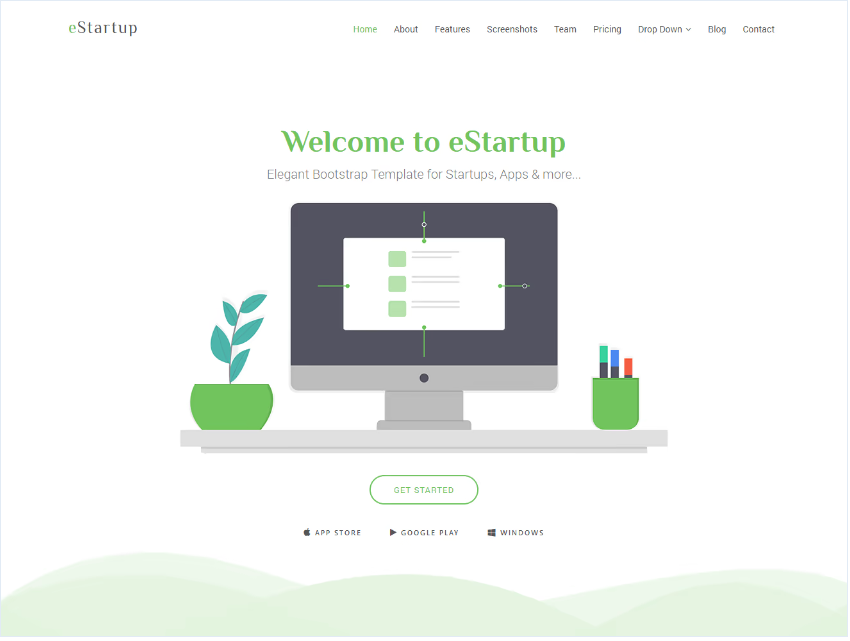 eStartup
Home About Features Screenshots Team Pricing Drop Down Blog Contact
Welcome to eStartup
Elegant Bootstrap Template for Startups, Apps & more...
GET STARTED
APP STORE GOOGLE PLAY WINDOWS